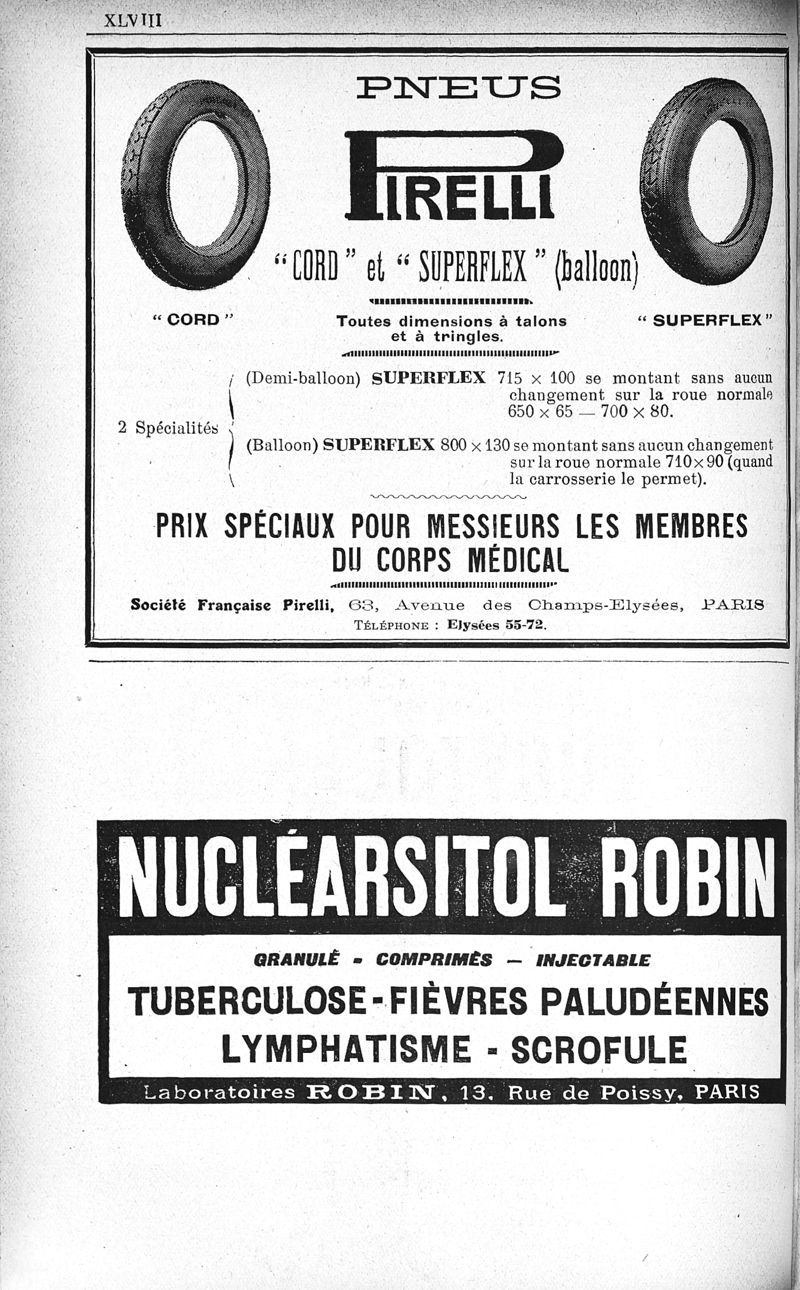 XLVIII
PNEUS
PIRELLI
“CORD” et “SUPERFLEX” (balloon)
“CORD”
Toutes dimensions à talons
et à tringles.
“SUPERFLEX”
2 Spécialités
(Demi-balloon) SUPERFLEX 715 × 100 se montant sans aucun
changement sur la roue normale
650 × 65 — 700 × 80.
(Balloon) SUPERFLEX 800 × 130 se montant sans aucun changement
sur la roue normale 710×90 (quand
la carrosserie le permet).
PRIX SPÉCIAUX POUR MESSIEURS LES MEMBRES
DU CORPS MÉDICAL
Société Française Pirelli, 63, Avenue des Champs-Elysées, PARIS
TÉLÉPHONE : Elysées 55-72.
NUCLÉARSITOL ROBIN
GRANULÉ - COMPRIMÈS — INJECTABLE
TUBERCULOSE - FIÈVRES PALUDÉENNES
LYMPHATISME - SCROFULE
Laboratoires ROBIN, 13, Rue de Poissy, PARIS